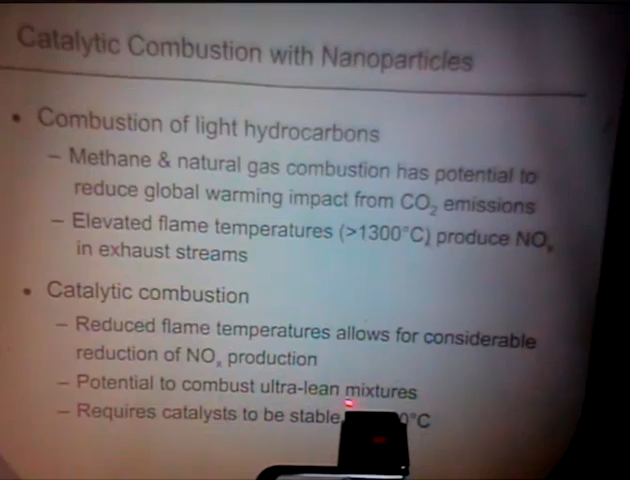 Catalytic Combustion with Nanoparticles
• Combustion of light hydrocarbons
– Methane & natural gas combustion has potential to
reduce global warming impact from CO₂ emissions
– Elevated flame temperatures (>1300°C) produce NOₓ
in exhaust streams
• Catalytic combustion
– Reduced flame temperatures allows for considerable
reduction of NOₓ production
– Potential to combust ultra-lean mixtures
– Requires catalysts to be stable 0°C